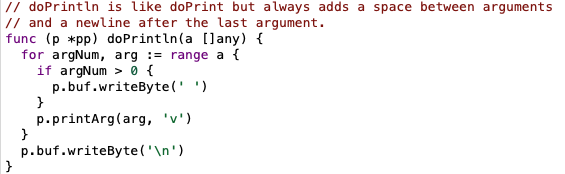 // doPrintln is like doPrint but always adds a space between arguments
// and a newline after the last argument.
func (p *pp) doPrintln(a []any) {
  for argNum, arg := range a {
    if argNum > 0 {
      p.buf.writeByte(' ')
    }
    p.printArg(arg, 'v')
  }
  p.buf.writeByte('\n')
}